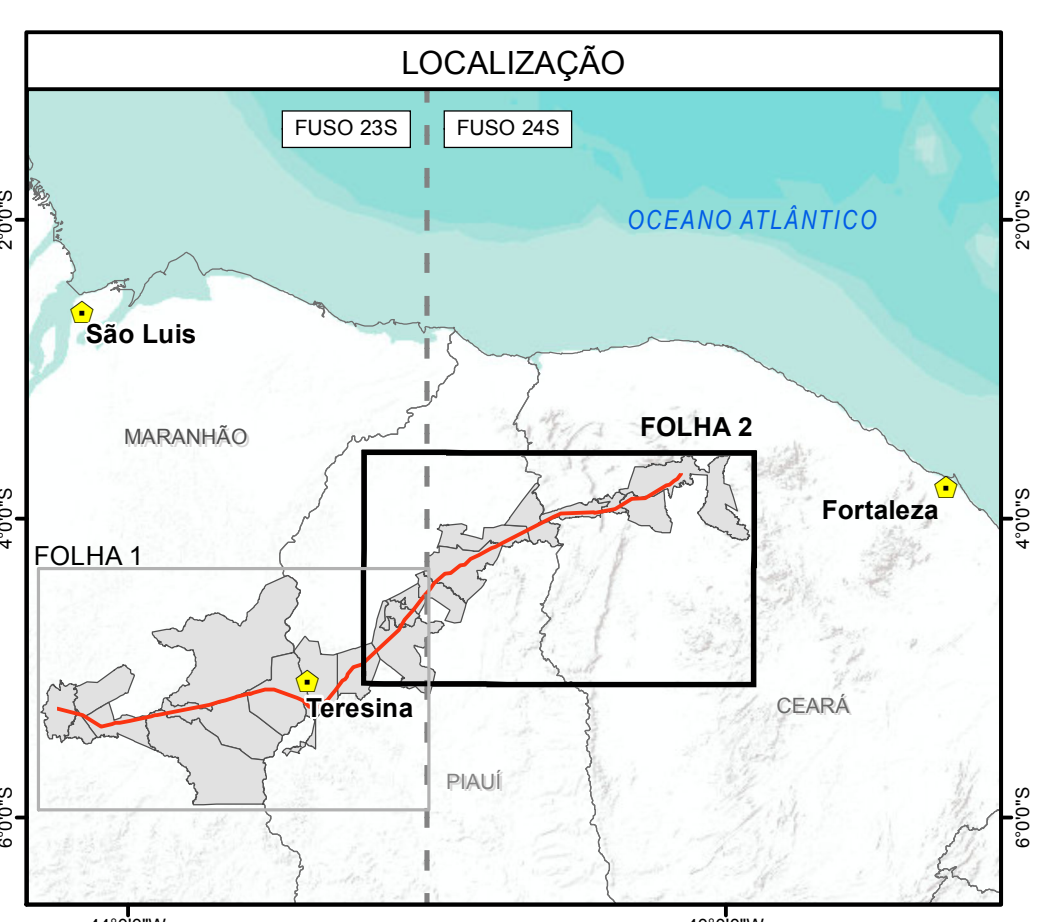 LOCALIZAÇÃO
FUSO 23S
FUSO 24S
2°0'0"S
2°0'0"S
OCEANO ATLÂNTICO
São Luis
MARANHÃO
FOLHA 2
Fortaleza
4°0'0"S
4°0'0"S
FOLHA 1
Teresina
CEARÁ
PIAUÍ
6°0'0"S
6°0'0"S